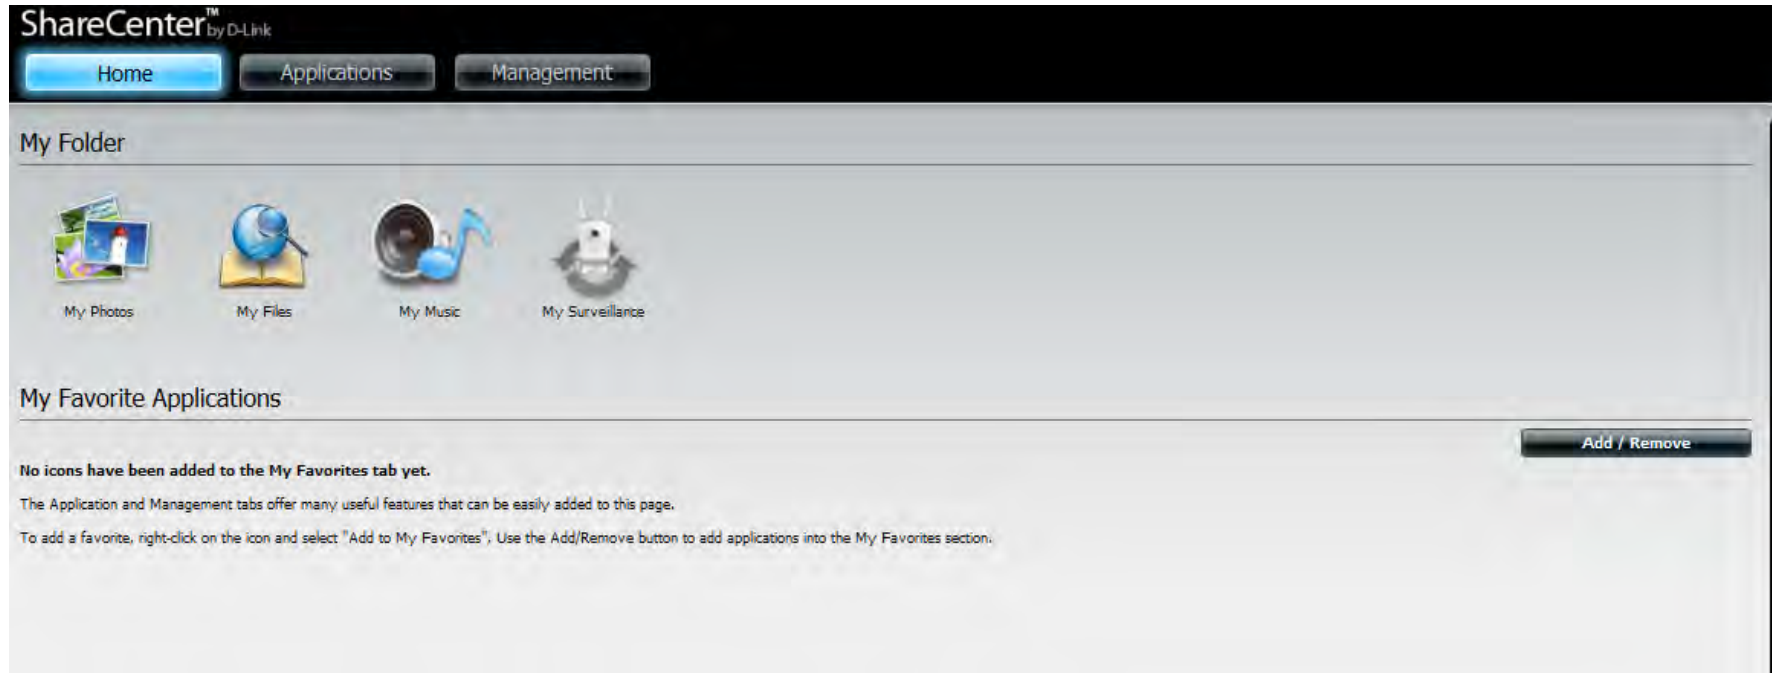 ShareCenter™ by D-Link
Home Applications Management
My Folder
My Photos My Files My Music My Surveillance
My Favorite Applications
Add / Remove
No icons have been added to the My Favorites tab yet.
The Application and Management tabs offer many useful features that can be easily added to this page.
To add a favorite, right-click on the icon and select "Add to My Favorites", Use the Add/Remove button to add applications into the My Favorites section.